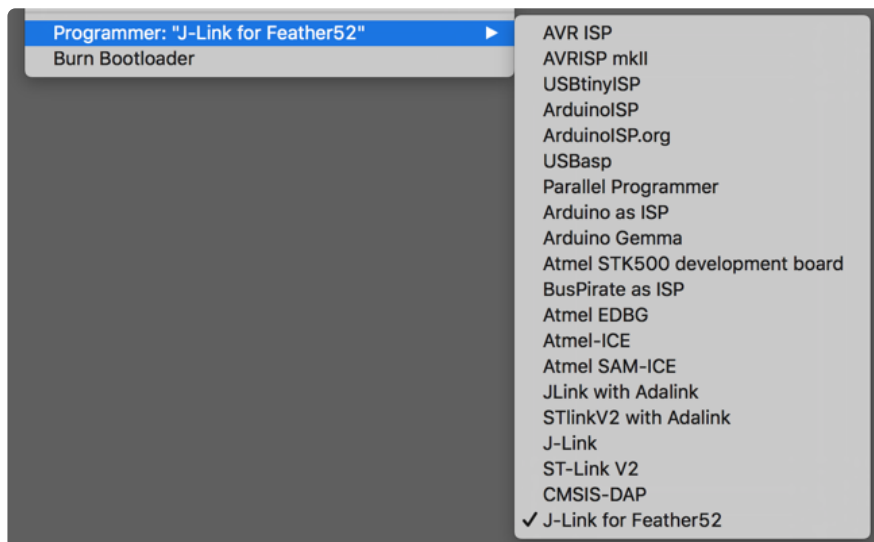 Programmer: "J-Link for Feather52"
Burn Bootloader
AVR ISP
AVRISP mkII
USBtinyISP
ArduinoISP
ArduinoISP.org
USBasp
Parallel Programmer
Arduino as ISP
Arduino Gemma
Atmel STK500 development board
BusPirate as ISP
Atmel EDBG
Atmel-ICE
Atmel SAM-ICE
JLink with Adalink
STlinkV2 with Adalink
J-Link
ST-Link V2
CMSIS-DAP
✓ J-Link for Feather52